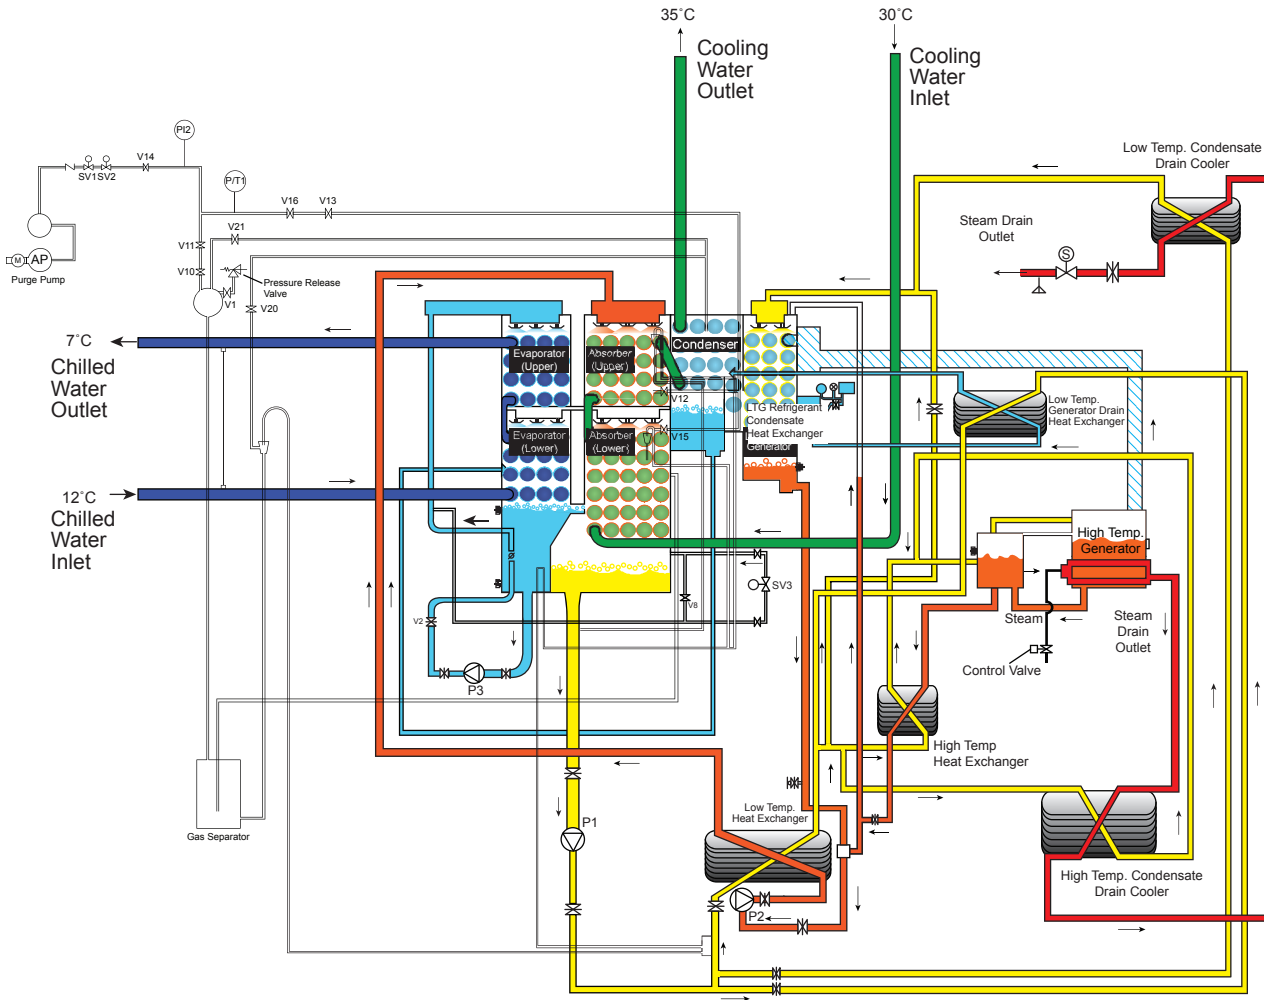 35°C
30°C
Cooling
Water
Outlet
Cooling
Water
Inlet
PI2
V14
SV1SV2
P/T1
V16
V13
V21
V11
V10
M
AP
Purge Pump
V1
Pressure Release
Valve
V20
Low Temp. Condensate
Drain Cooler
Steam Drain
Outlet
S
7°C
Chilled
Water
Outlet
12°C
Chilled
Water
Inlet
Evaporator
(Upper)
Absorber
(Upper)
Condenser
V12
Evaporator
(Lower)
Absorber
(Lower)
V15
LTG Refrigerant
Condensate
Heat Exchanger
Generator
Low Temp.
Generator Drain
Heat Exchanger
High Temp.
Generator
Steam
Steam
Drain
Outlet
Control Valve
SV3
V8
V2
P3
High Temp
Heat Exchanger
Low Temp.
Heat Exchanger
P1
P2
High Temp. Condensate
Drain Cooler
Gas Separator